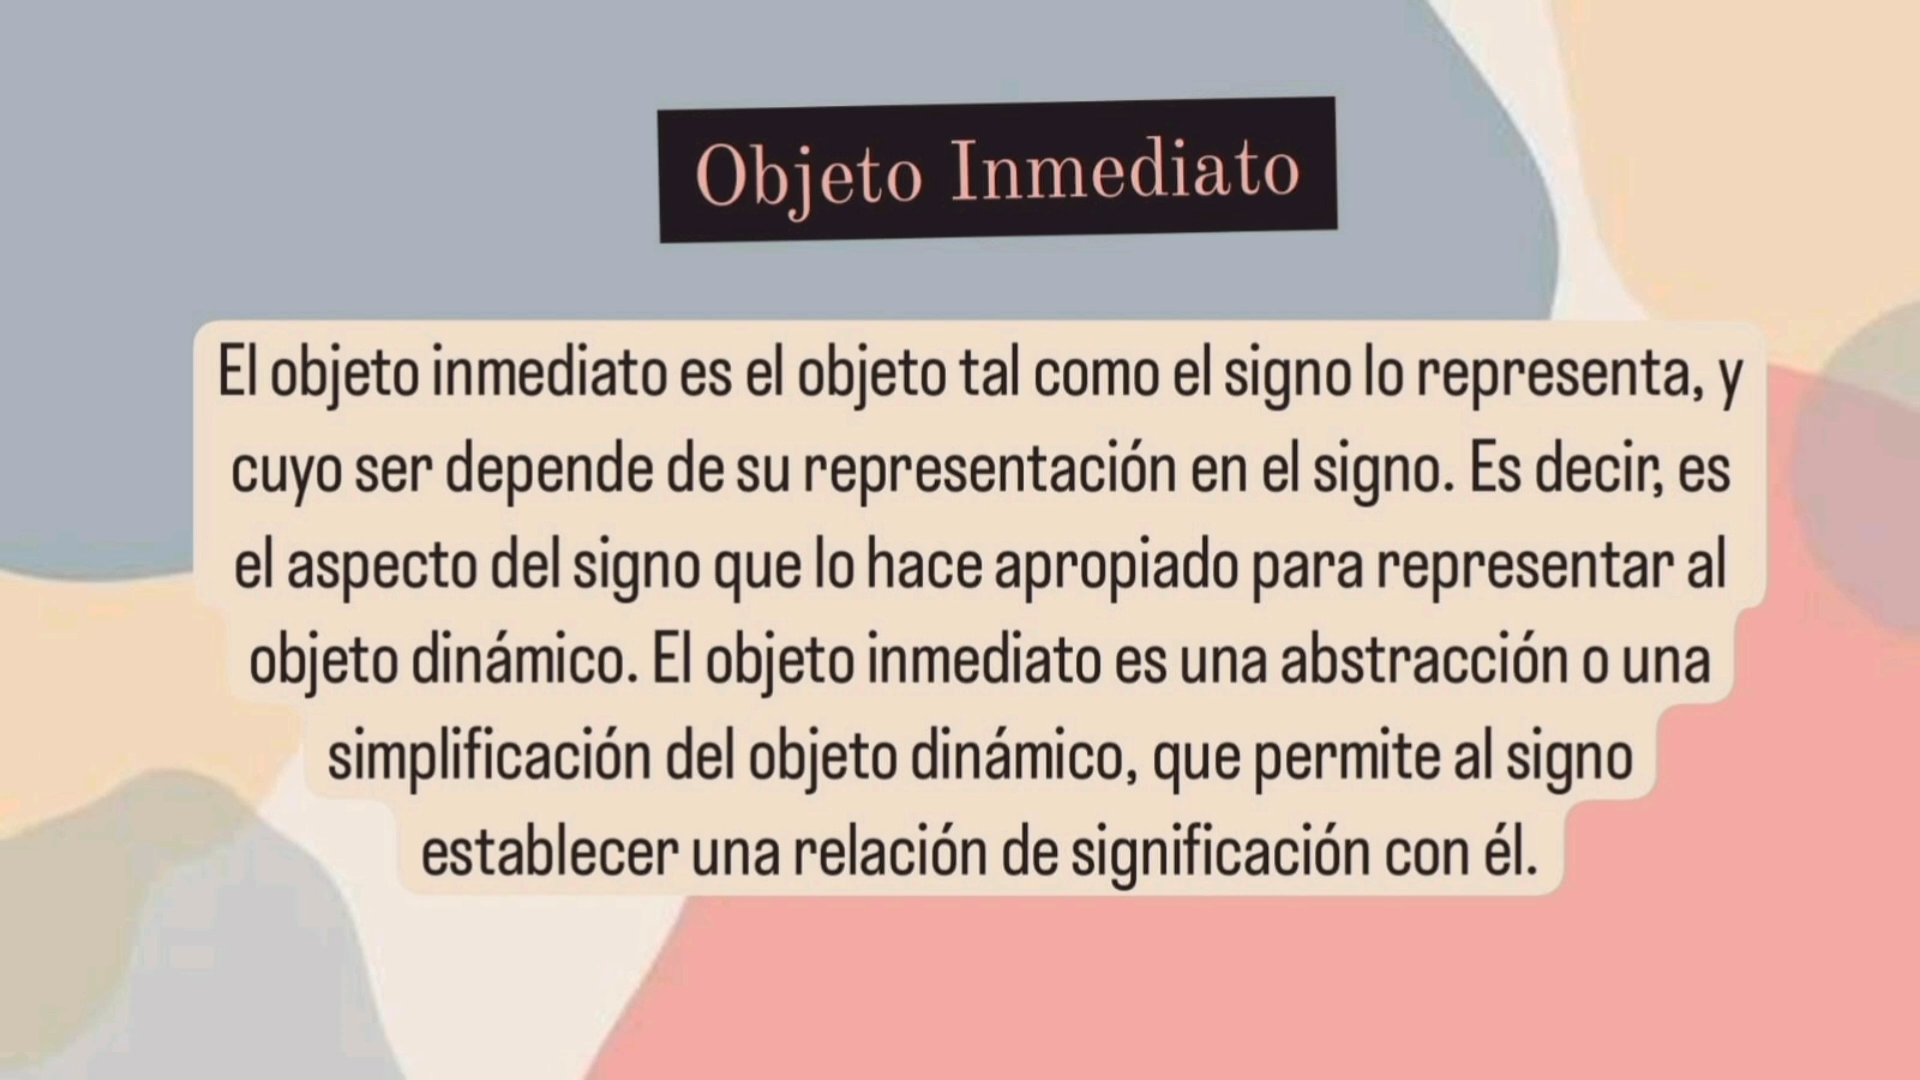 Objeto Inmediato
El objeto inmediato es el objeto tal como el signo lo representa, y
cuyo ser depende de su representación en el signo. Es decir, es
el aspecto del signo que lo hace apropiado para representar al
objeto dinámico. El objeto inmediato es una abstracción o una
simplificación del objeto dinámico, que permite al signo
establecer una relación de significación con él.